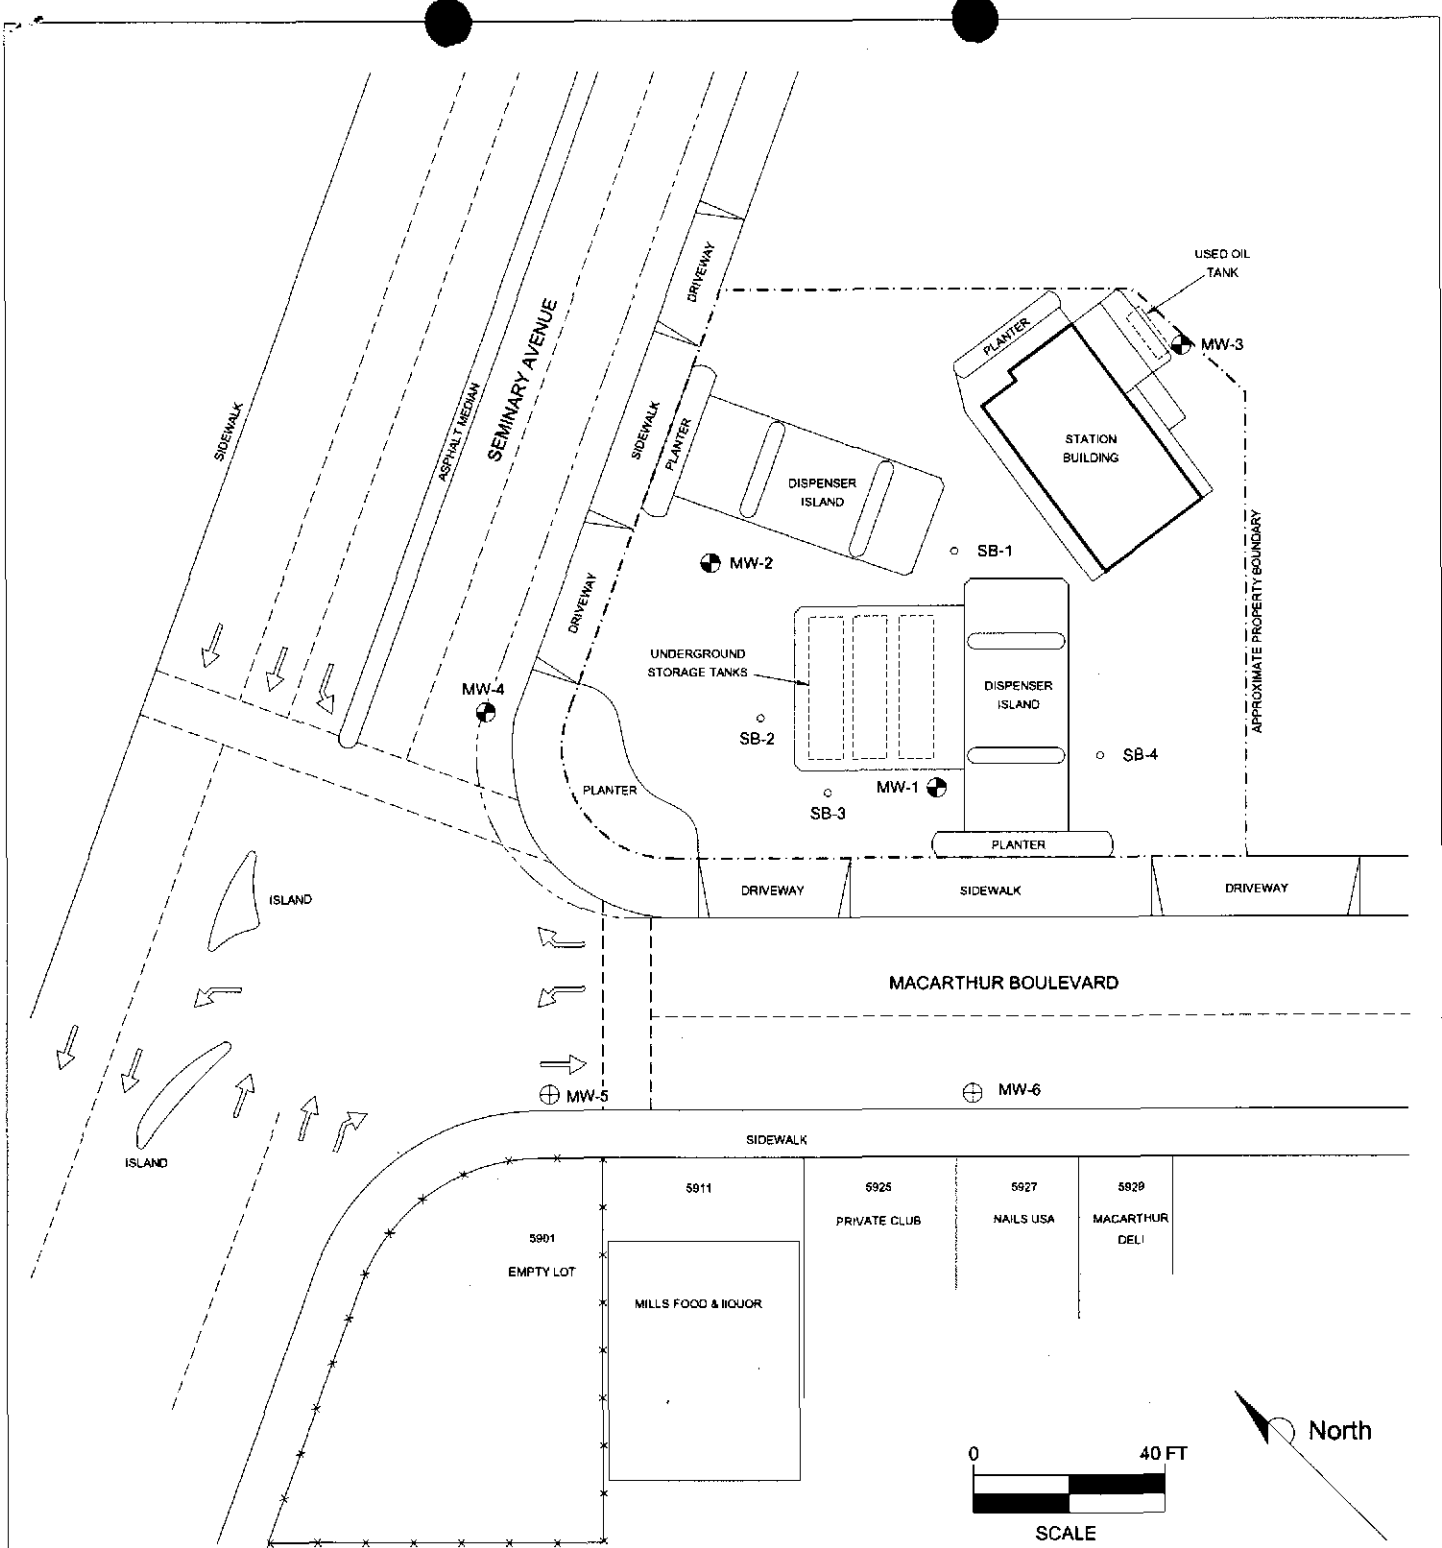 USED OIL
TANK
DRIVEWAY
PLANTER
MW-3
SEMINARY AVENUE
SIDEWALK
ASPHALT MEDIAN
SIDEWALK
PLANTER
STATION
BUILDING
DISPENSER
ISLAND
APPROXIMATE PROPERTY BOUNDARY
SB-1
MW-2
DRIVEWAY
UNDERGROUND
STORAGE TANKS
MW-4
DISPENSER
ISLAND
SB-2
SB-4
PLANTER
MW-1
SB-3
PLANTER
DRIVEWAY
SIDEWALK
DRIVEWAY
ISLAND
MACARTHUR BOULEVARD
MW-5
MW-6
SIDEWALK
ISLAND
5911
5925
5927
5929
PRIVATE CLUB
NAILS USA
MACARTHUR
DELI
5901
EMPTY LOT
MILLS FOOD & lIQUOR
North
0
40 FT
SCALE